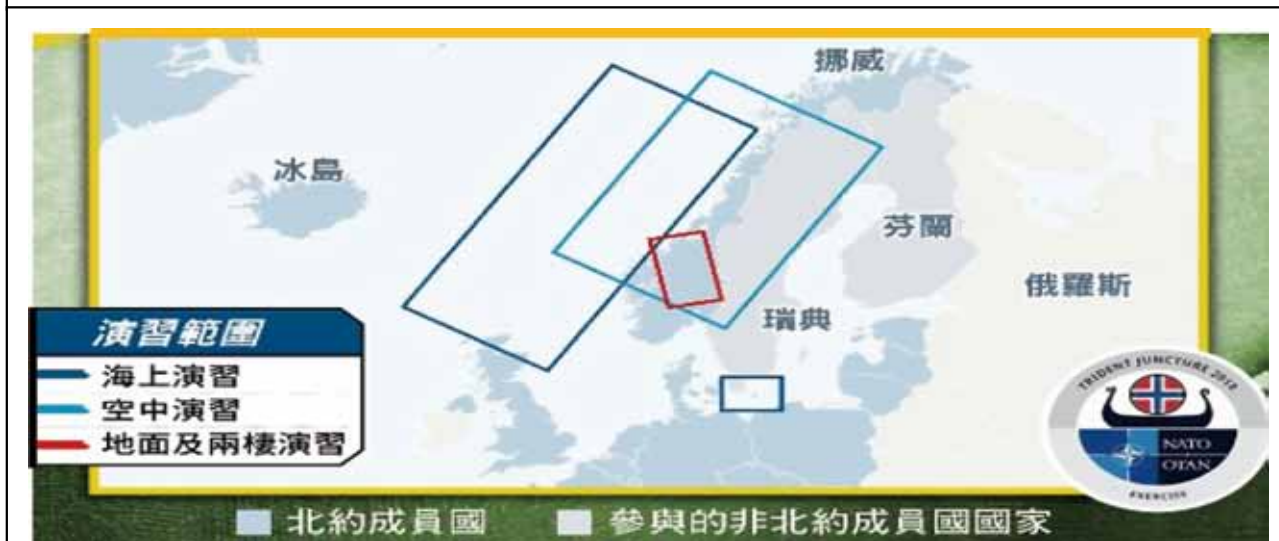 挪威
冰島
芬蘭
俄羅斯
瑞典
演習範圍
海上演習
空中演習
地面及兩棲演習
TRIDENT JUNCTURE 2018
NATO
OTAN
EXERCISE
北約成員國
參與的非北約成員國國家